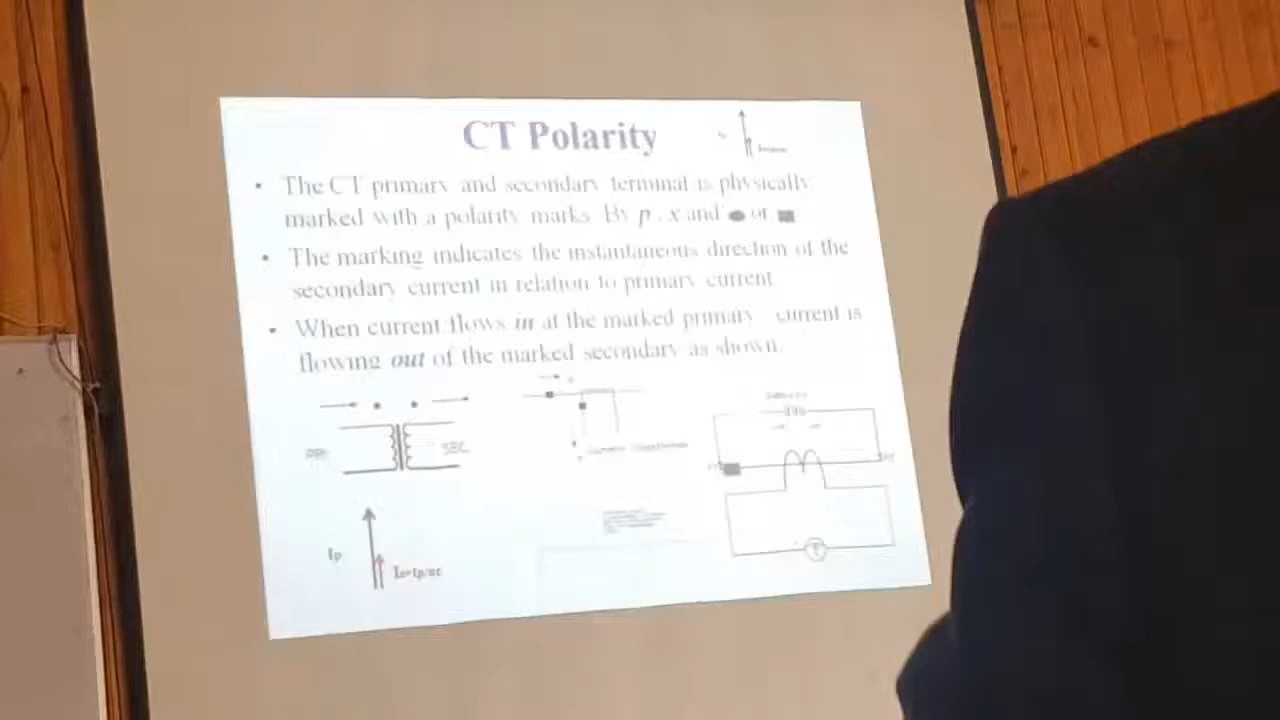 CT Polarity
• The CT primary and secondary terminal is physically
marked with a polarity marks. By p, x and or
• The marking indicates the instantaneous direction of the
secondary current in relation to primary current
• When current flows in at the marked primary current is
flowing out of the marked secondary as shown.
Ip